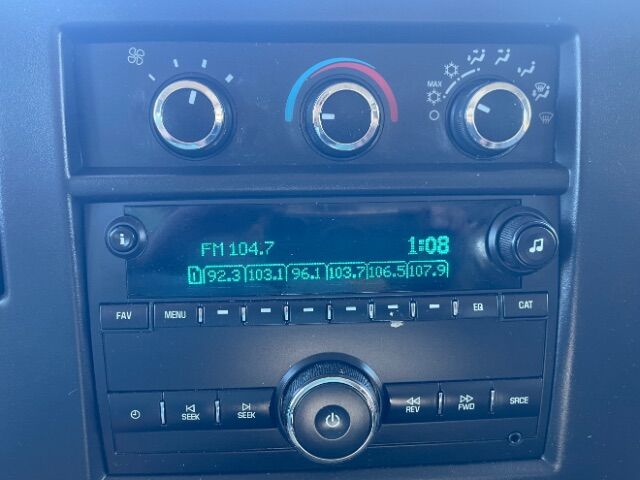 MAX
FM 104.7 1:08
1 92.3 103.1 96.1 103.7 106.5 107.9
FAV MENU EQ CAT
SEEK SEEK REV FWD SRCE